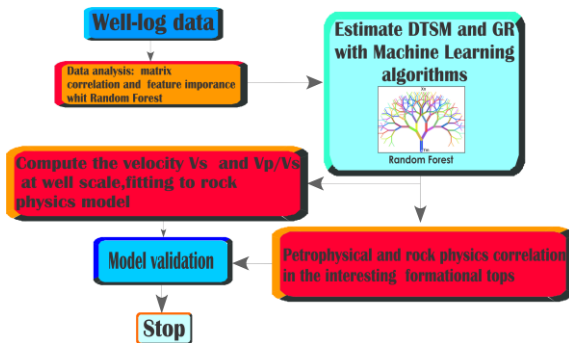 Well-log data
Data analysis: matrix
correlation and feature imporance
whit Random Forest
Estimate DTSM and GR
with Machine Learning
algorithms
Random Forest
Compute the velocity Vs and Vp/Vs
at well scale,fitting to rock
physics model
Petrophysical and rock physics correlation
in the interesting formational tops
Model validation
Stop